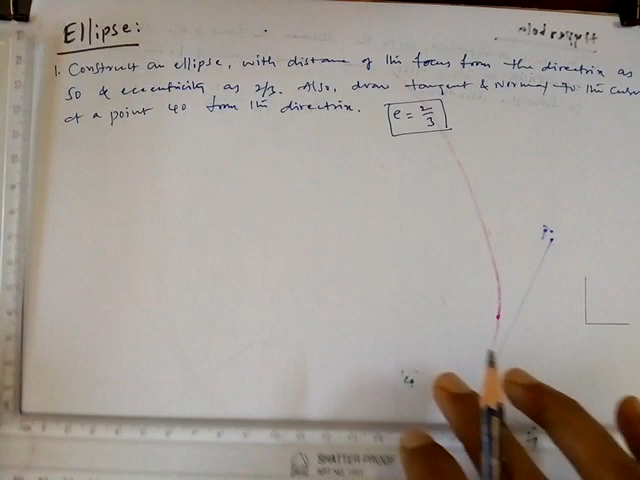 Ellipse:
Hyperbola
1. Construct an ellipse, with distance of the focus from the directrix as
50 & eccentricity as 2/3. Also, draw tangent & Normal to the curve
at a point 40 from the directrix.
e = 2/3
SHATTER PROOF